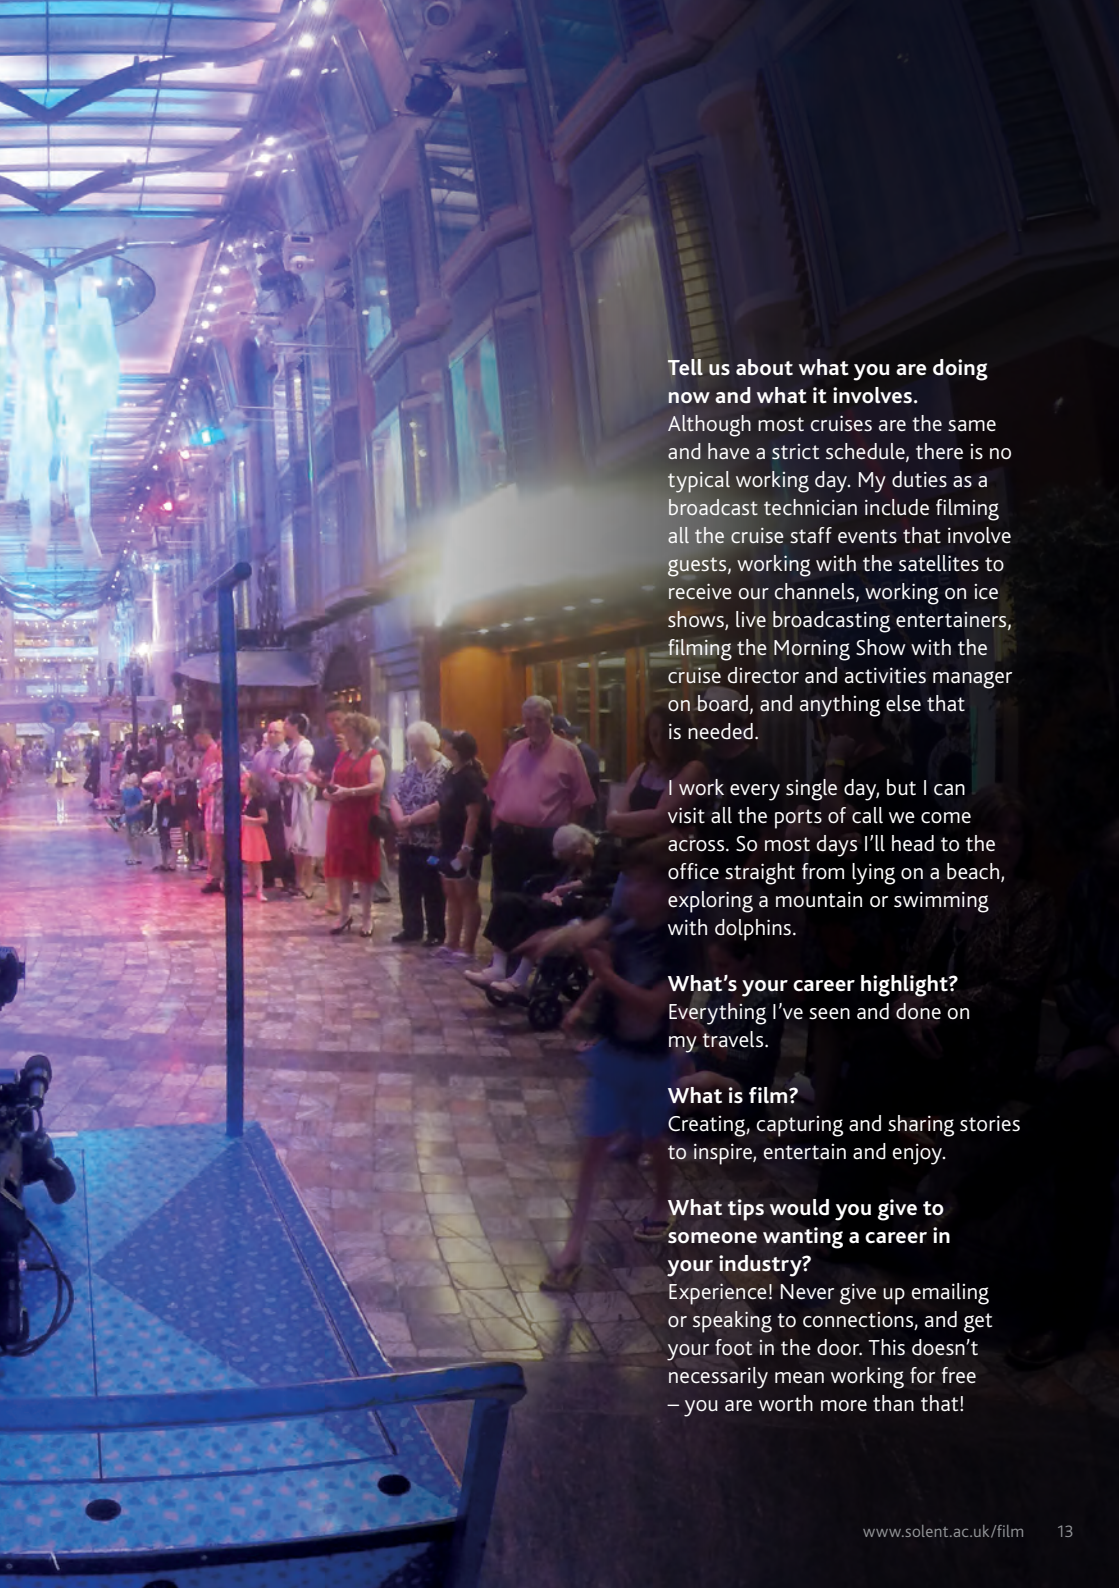 Tell us about what you are doing
now and what it involves.
Although most cruises are the same
and have a strict schedule, there is no
typical working day. My duties as a
broadcast technician include filming
all the cruise staff events that involve
guests, working with the satellites to
receive our channels, working on ice
shows, live broadcasting entertainers,
filming the Morning Show with the
cruise director and activities manager
on board, and anything else that
is needed.
I work every single day, but I can
visit all the ports of call we come
across. So most days I’ll head to the
office straight from lying on a beach,
exploring a mountain or swimming
with dolphins.
What’s your career highlight?
Everything I’ve seen and done on
my travels.
What is film?
Creating, capturing and sharing stories
to inspire, entertain and enjoy.
What tips would you give to
someone wanting a career in
your industry?
Experience! Never give up emailing
or speaking to connections, and get
your foot in the door. This doesn’t
necessarily mean working for free
– you are worth more than that!
www.solent.ac.uk/film 13